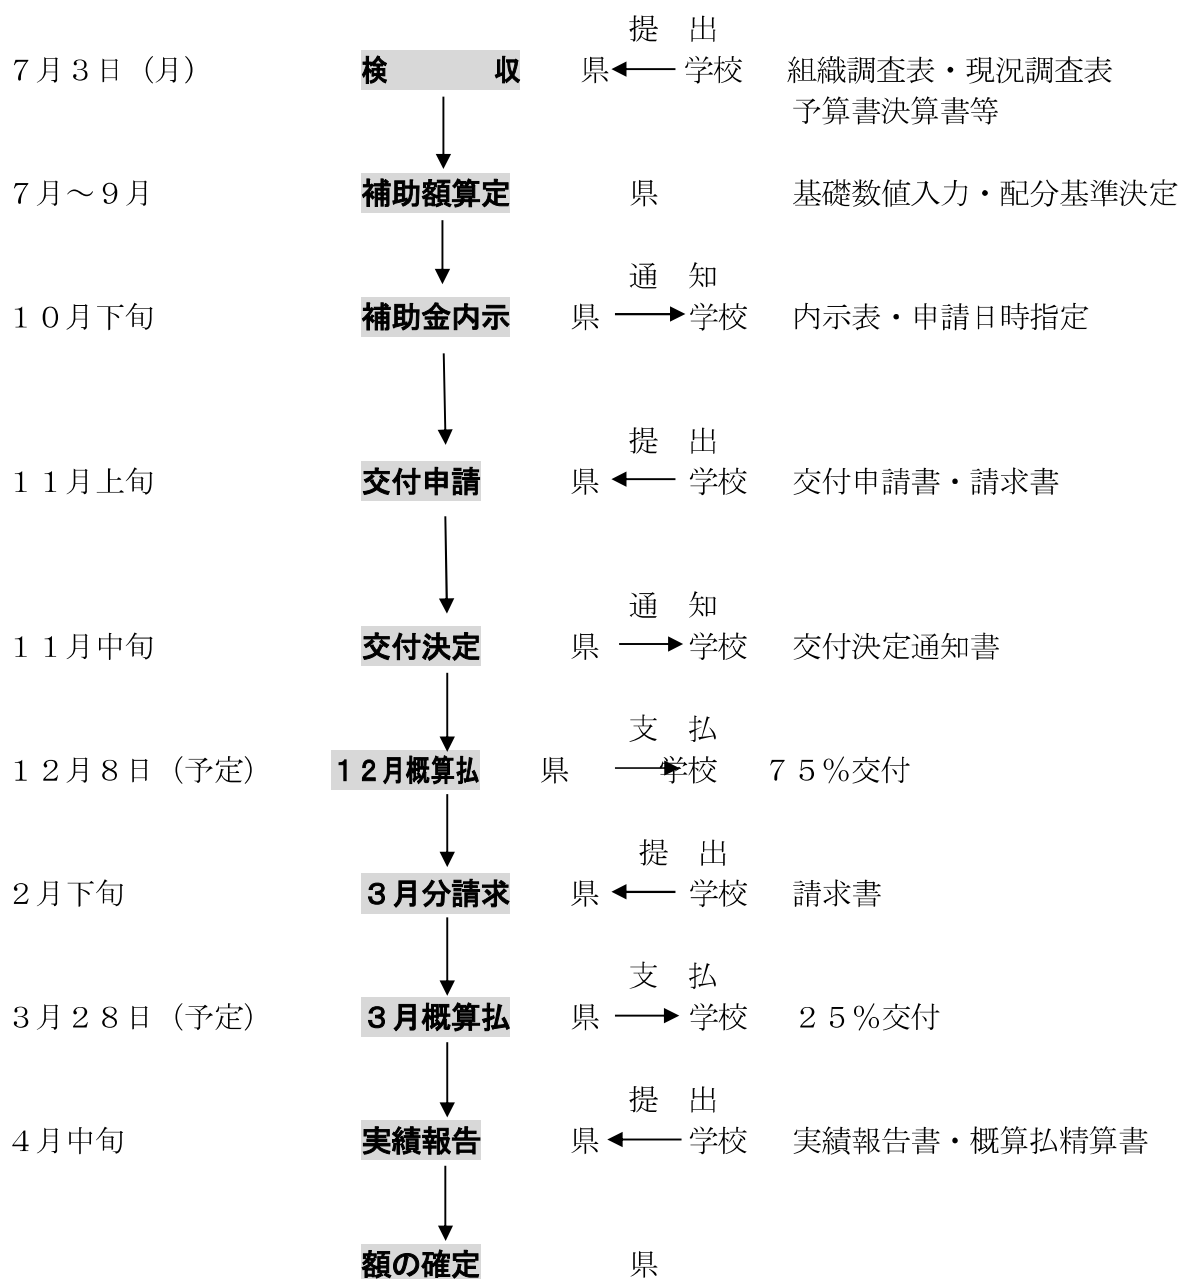 提　出
７月３日（月）　検　　　収　県　学校　組織調査表・現況調査表
予算書決算書等
７月～９月　補助額算定　県　基礎数値入力・配分基準決定
通　知
１０月下旬　補助金内示　県　学校　内示表・申請日時指定
提　出
１１月上旬　交付申請　県　学校　交付申請書・請求書
通　知
１１月中旬　交付決定　県　学校　交付決定通知書
支　払
１２月８日（予定）　１２月概算払　県　学校　７５％交付
提　出
２月下旬　３月分請求　県　学校　請求書
支　払
３月２８日（予定）　３月概算払　県　学校　２５％交付
提　出
４月中旬　実績報告　県　学校　実績報告書・概算払精算書
額の確定　県